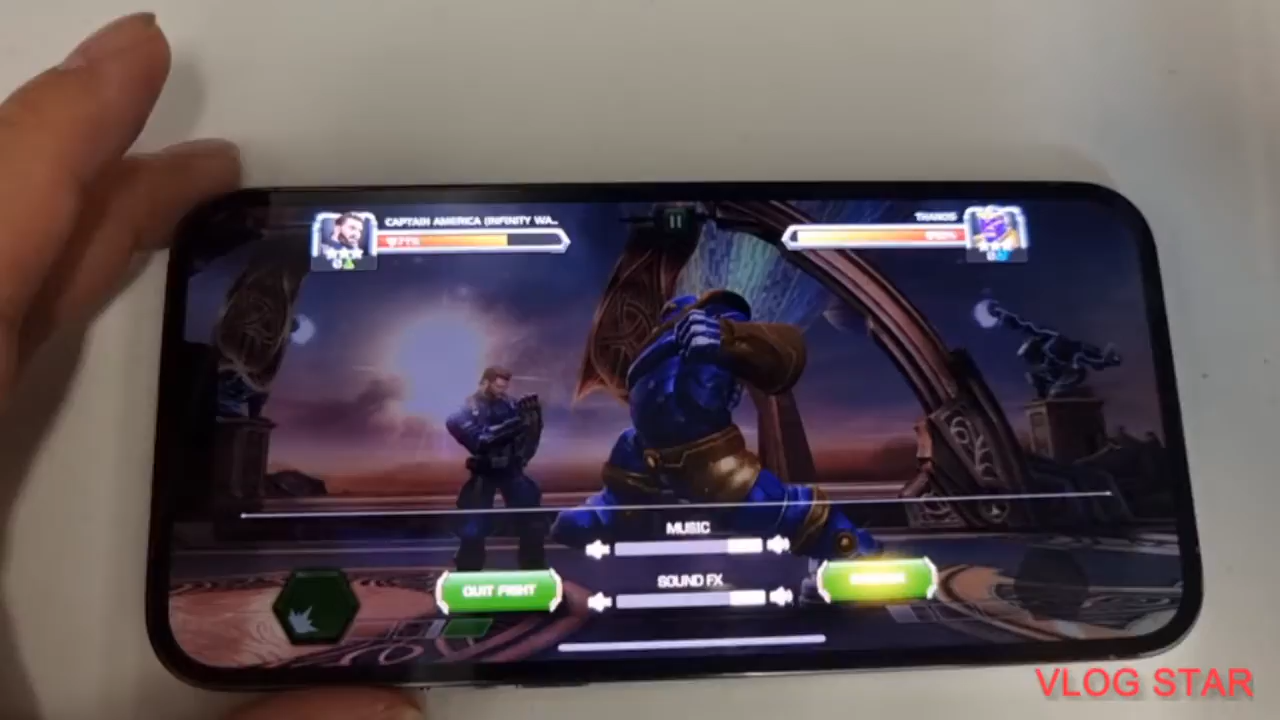 CAPTAIN AMERICA (INFINITY WA...
THANOS
MUSIC
SOUND FX
QUIT FIGHT
VLOG STAR